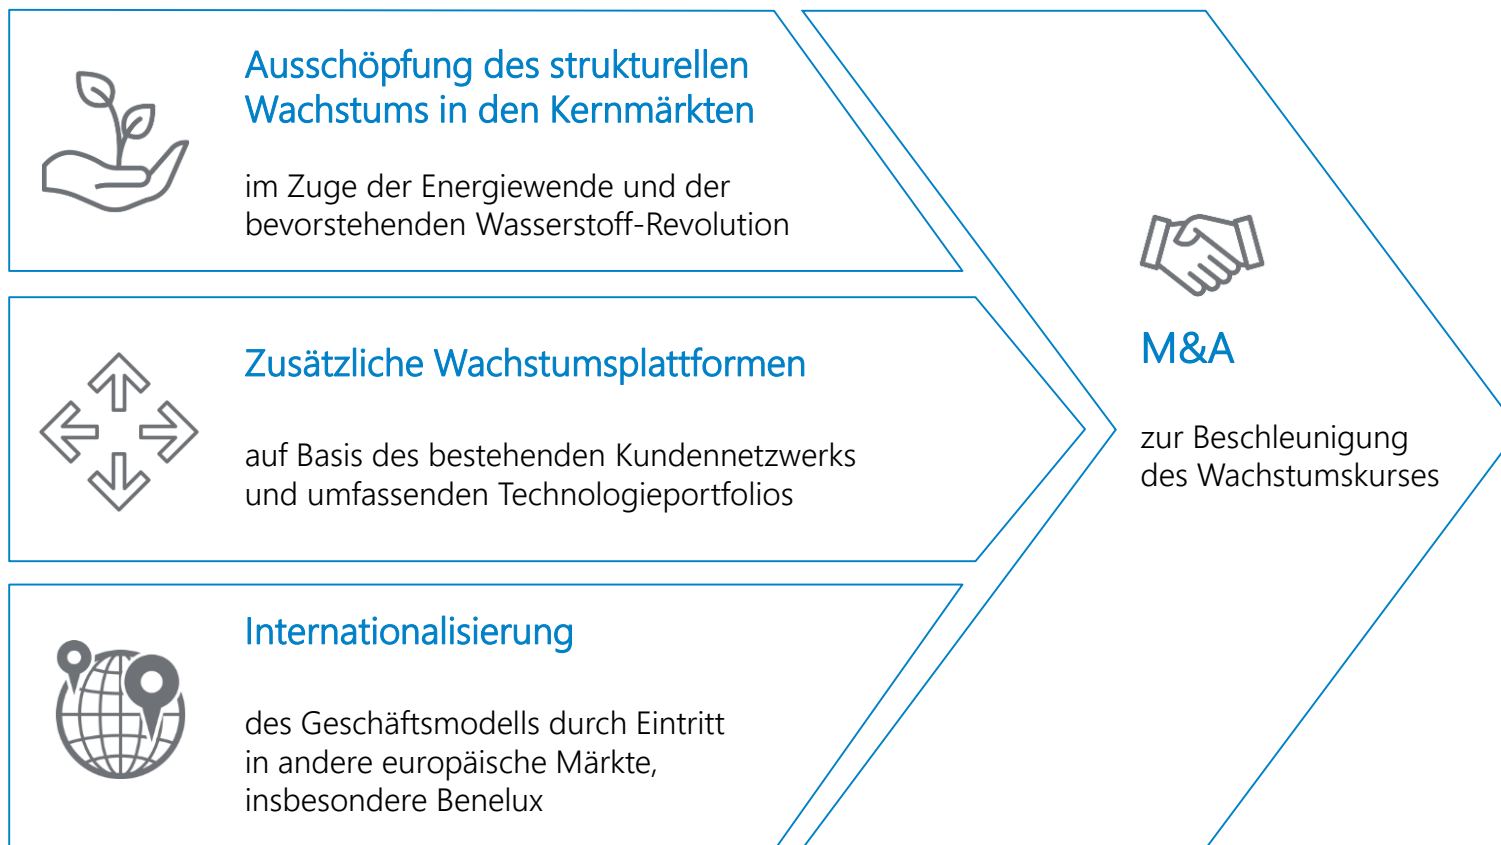 Ausschöpfung des strukturellen
Wachstums in den Kernmärkten
im Zuge der Energiewende und der
bevorstehenden Wasserstoff-Revolution
Zusätzliche Wachstumsplattformen
auf Basis des bestehenden Kundennetzwerks
und umfassenden Technologieportfolios
Internationalisierung
des Geschäftsmodells durch Eintritt
in andere europäische Märkte,
insbesondere Benelux
M&A
zur Beschleunigung
des Wachstumskurses